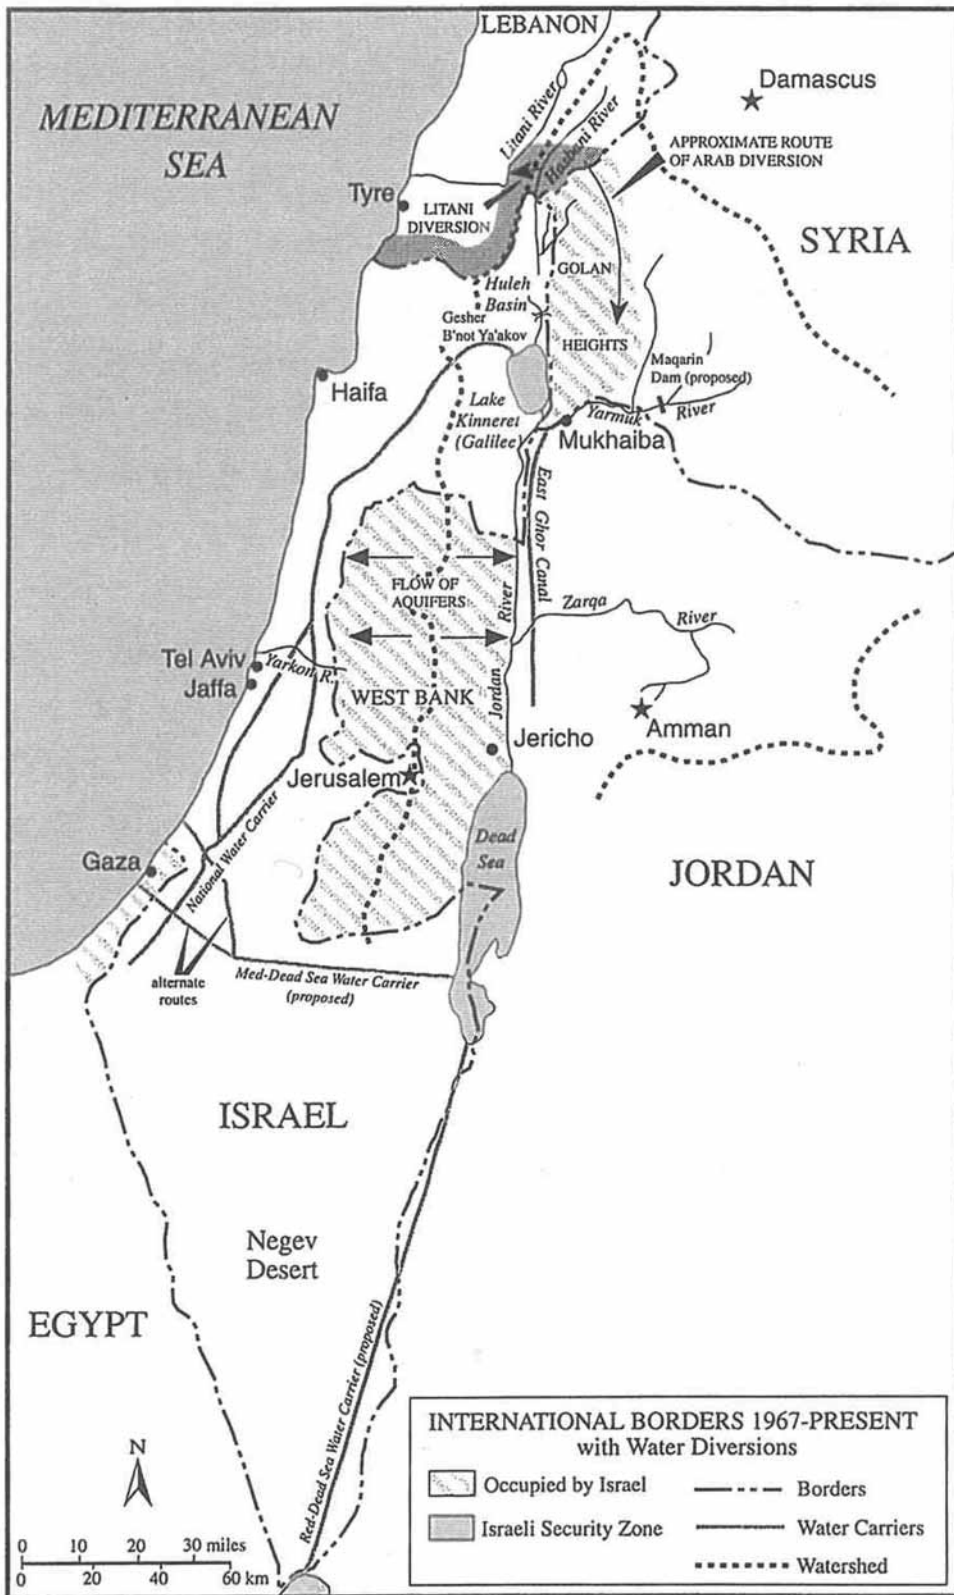 LEBANON
Damascus
MEDITERRANEAN
SEA
Litani River
Hasbani River
APPROXIMATE ROUTE
OF ARAB DIVERSION
Tyre
LITANI
DIVERSION
SYRIA
GOLAN
HEIGHTS
Huleh
Basin
Gesher
B'not Ya'akov
Maqarin
Dam (proposed)
Haifa
Lake
Kinneret
(Galilee)
Yarmuk River
Mukhaiba
East Ghor Canal
FLOW OF
AQUIFERS
Jordan River
Zarqa River
Tel Aviv
Jaffa
Yarkon R.
WEST BANK
Amman
Jericho
Jerusalem
National Water Carrier
Dead
Sea
Gaza
JORDAN
alternate
routes
Med-Dead Sea Water Carrier
(proposed)
ISRAEL
Negev
Desert
EGYPT
Red-Dead Sea Water Carrier (proposed)
N
0 10 20 30 miles
0 20 40 60 km
INTERNATIONAL BORDERS 1967-PRESENT
with Water Diversions
Occupied by Israel
Israeli Security Zone
Borders
Water Carriers
Watershed